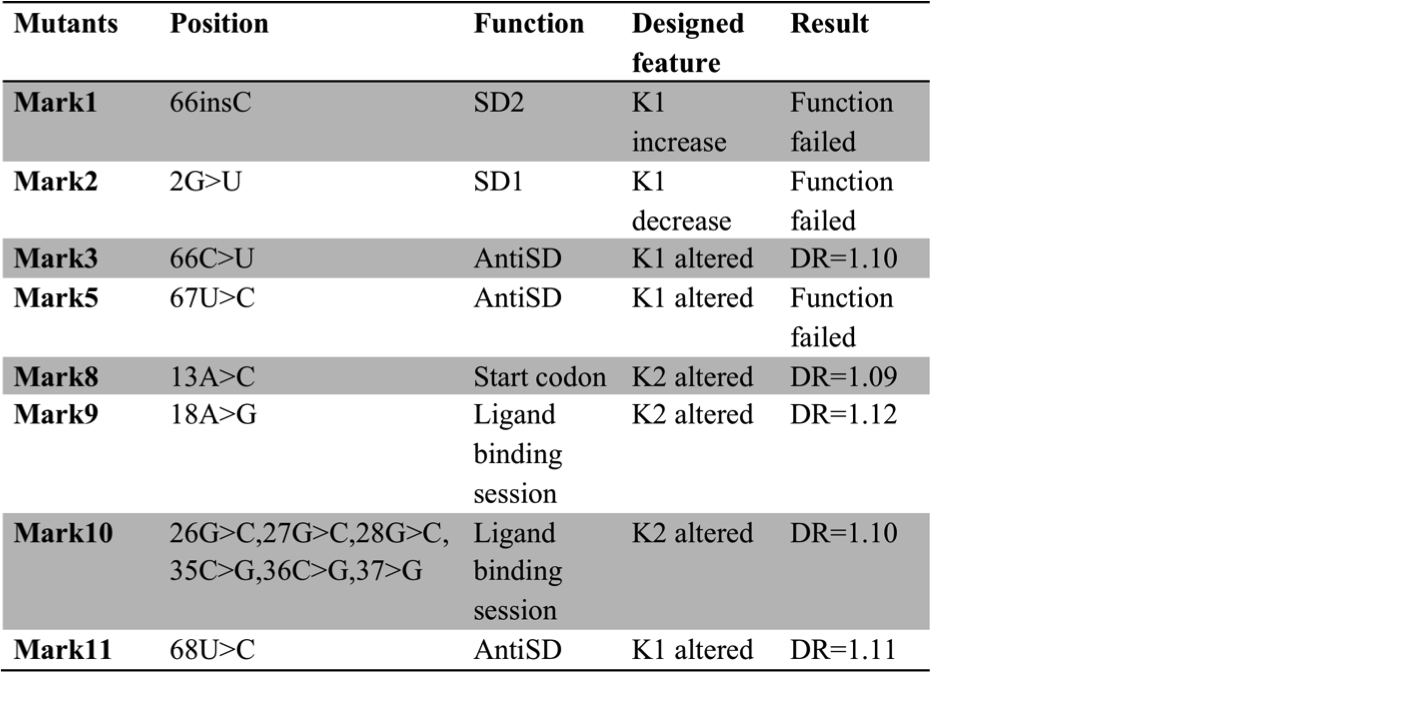 Mutants Position Function Designed feature Result
Mark1 66insC SD2 K1 increase Function failed
Mark2 2G>U SD1 K1 decrease Function failed
Mark3 66C>U AntiSD K1 altered DR=1.10
Mark5 67U>C AntiSD K1 altered Function failed
Mark8 13A>C Start codon K2 altered DR=1.09
Mark9 18A>G Ligand binding session K2 altered DR=1.12
Mark10 26G>C,27G>C,28G>C, 35C>G,36C>G,37>G Ligand binding session K2 altered DR=1.10
Mark11 68U>C AntiSD K1 altered DR=1.11